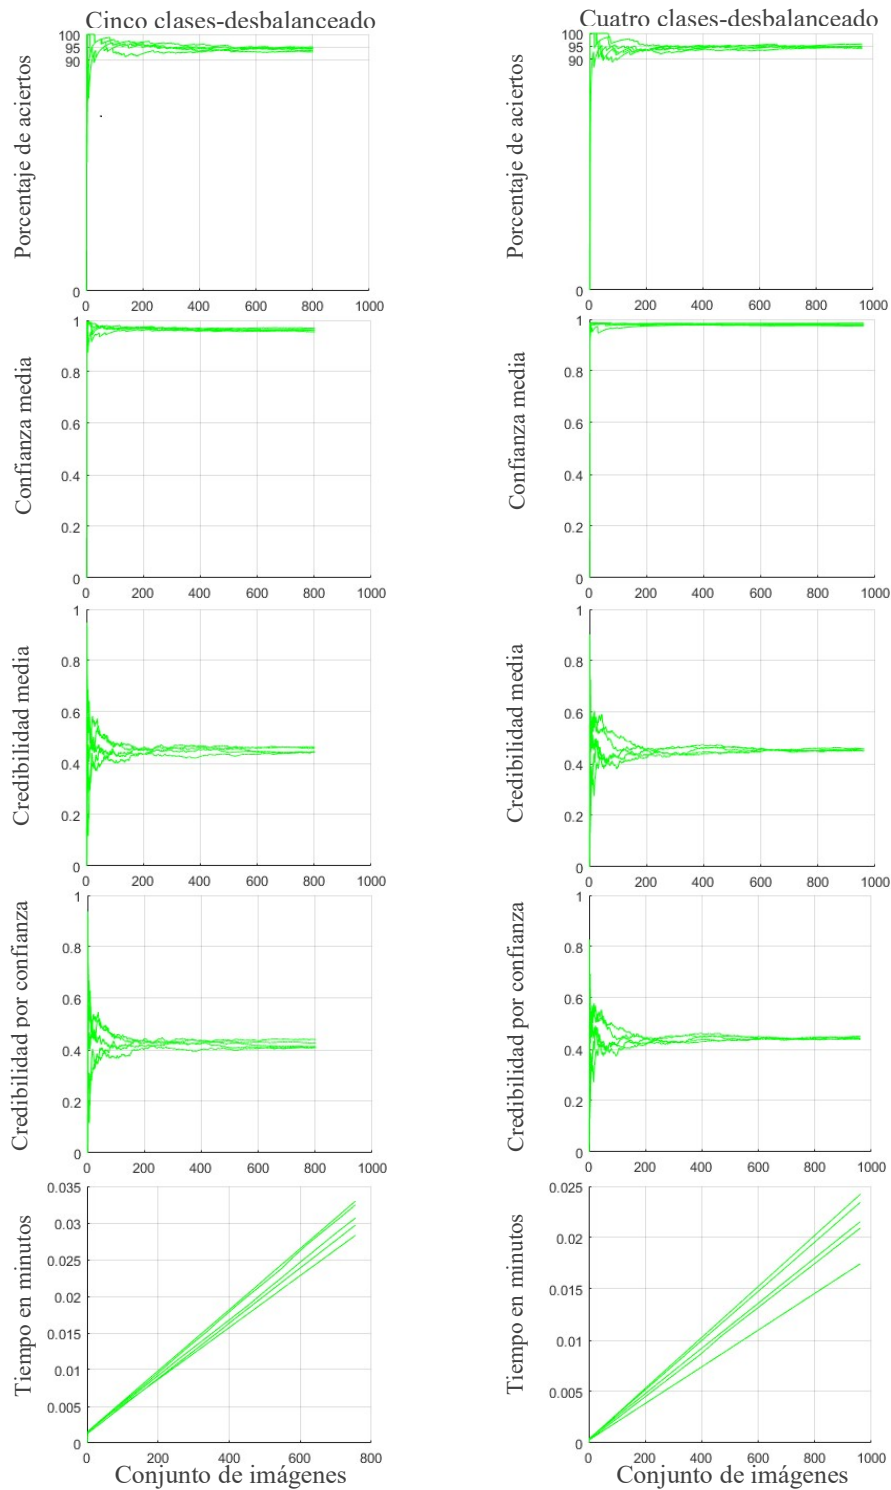 Cinco clases-desbalanceado
Porcentaje de aciertos
100
95
90
0
0 200 400 600 800 1000
Confianza media
1
0.8
0.6
0.4
0.2
0
0 200 400 600 800 1000
Credibilidad media
1
0.8
0.6
0.4
0.2
0
0 200 400 600 800 1000
Credibilidad por confianza
1
0.8
0.6
0.4
0.2
0
0 200 400 600 800 1000
Tiempo en minutos
0.035
0.03
0.025
0.02
0.015
0.01
0.005
0
0 200 400 600 800
Conjunto de imágenes
Cuatro clases-desbalanceado
Porcentaje de aciertos
100
95
90
0
0 200 400 600 800 1000
Confianza media
1
0.8
0.6
0.4
0.2
0
0 200 400 600 800 1000
Credibilidad media
1
0.8
0.6
0.4
0.2
0
0 200 400 600 800 1000
Credibilidad por confianza
1
0.8
0.6
0.4
0.2
0
0 200 400 600 800 1000
Tiempo en minutos
0.025
0.02
0.015
0.01
0.005
0
0 200 400 600 800 1000
Conjunto de imágenes